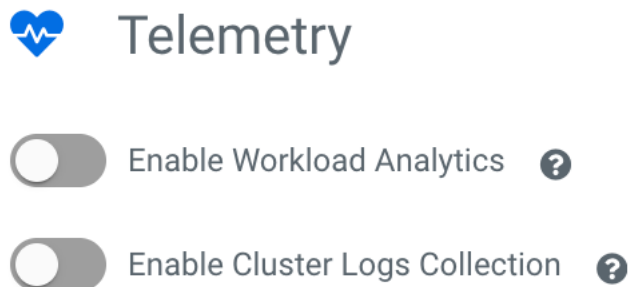 Telemetry
Enable Workload Analytics ?
Enable Cluster Logs Collection ?